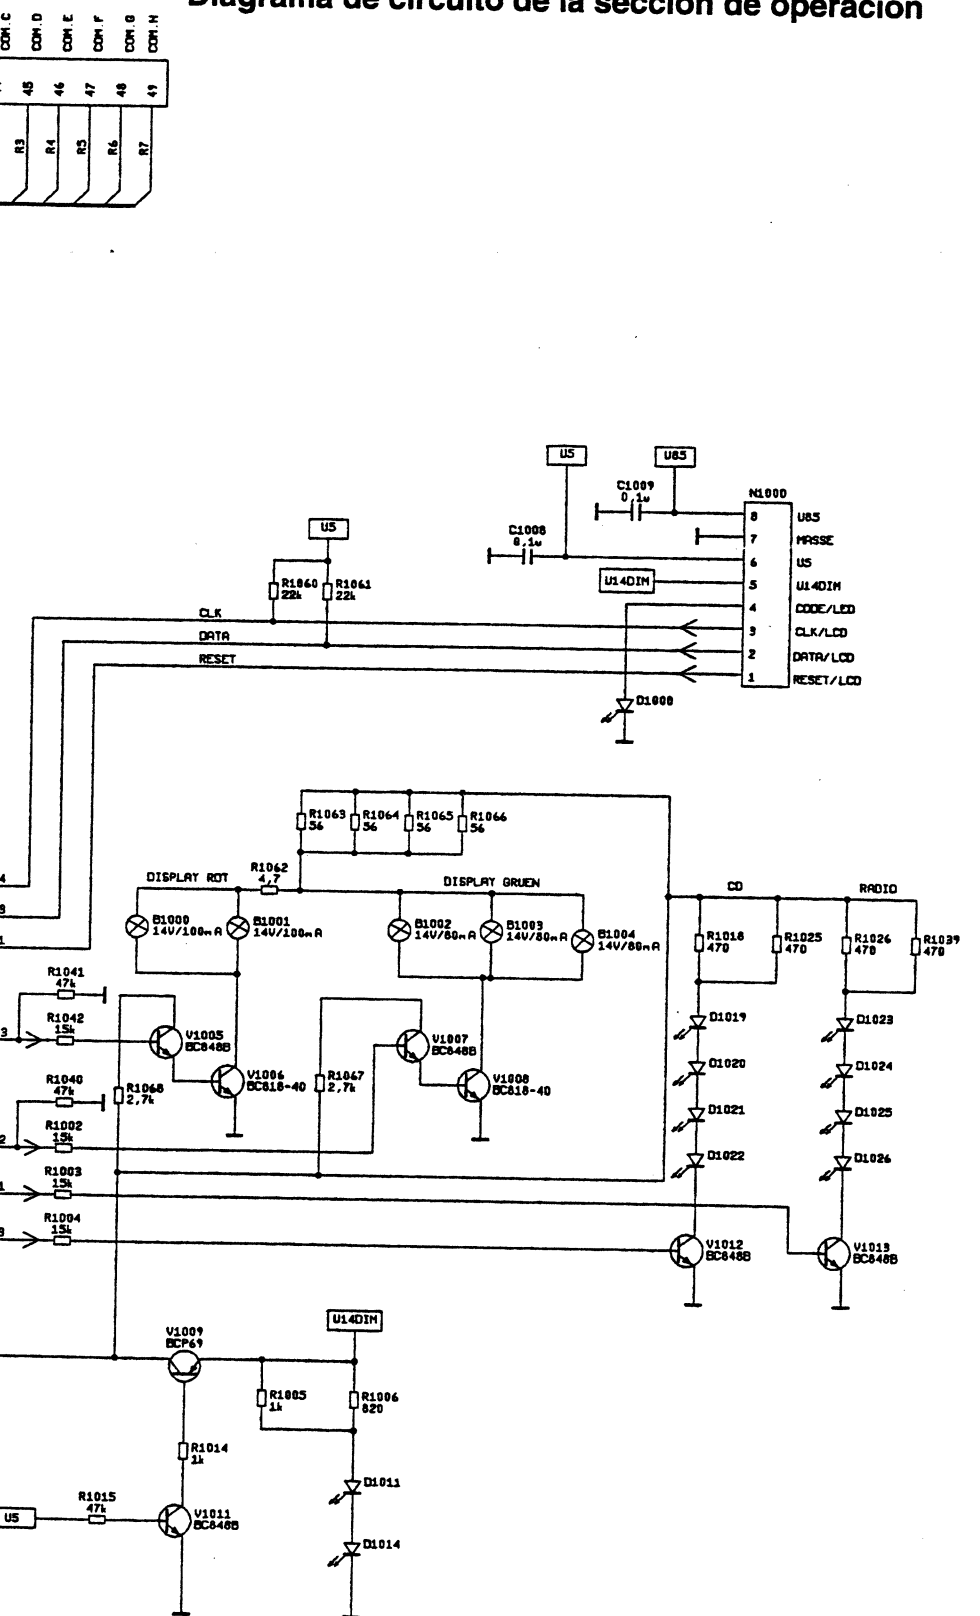 Diagrama de circuito de la sección de operación
COM.C
COM.D
COM.E
COM.F
COM.G
COM.H
45
46
47
48
49
R3
R4
R5
R6
R7
U5
U85
C1009
0,1u
N1000
8 U85
7 MASSE
6 U5
5 U14DIM
4 CODE/LED
3 CLK/LCD
2 DATA/LCD
1 RESET/LCD
C1008
0,1u
U14DIM
U5
R1060
22k
R1061
22k
CLK
DATA
RESET
D1008
R1063
56
R1064
56
R1065
56
R1066
56
R1062
4,7
DISPLAY ROT
DISPLAY GRUEN
CD
RADIO
4
B1000
14V/100mA
B1001
14V/100mA
B1002
14V/80mA
B1003
14V/80mA
B1004
14V/80mA
R1018
470
R1025
470
R1026
470
R1039
470
1
R1041
47k
3
R1042
15k
V1005
BC848B
V1007
BC848B
V1006
BC818-40
V1008
BC818-40
R1040
47k
R1068
2,7k
R1067
2,7k
2
R1002
15k
1
R1003
15k
R1004
15k
D1019
D1020
D1021
D1022
D1023
D1024
D1025
D1026
V1012
BC848B
V1013
BC848B
U14DIM
V1009
BCP69
R1005
1k
R1006
820
R1014
1k
D1011
U5
R1015
47k
V1011
BC848B
D1014